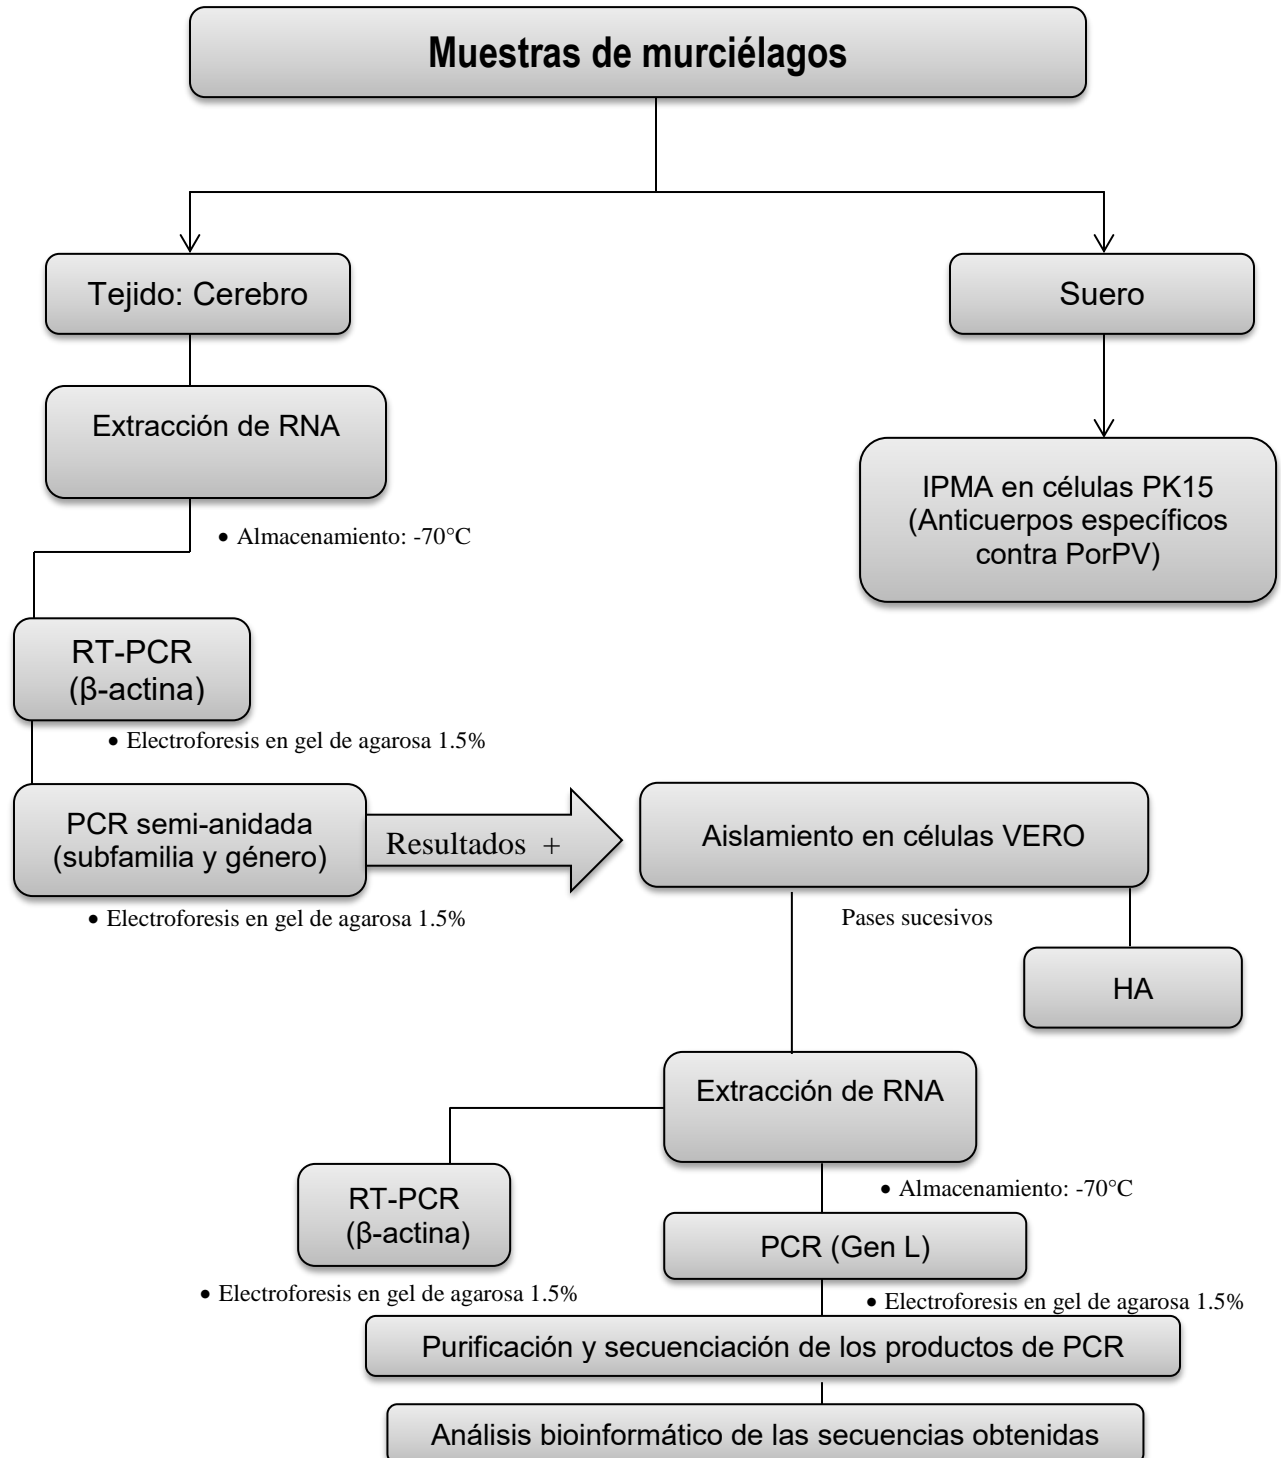 Muestras de murciélagos
Tejido: Cerebro
Suero
Extracción de RNA
IPMA en células PK15
(Anticuerpos específicos
contra PorPV)
• Almacenamiento: -70°C
RT-PCR
(β-actina)
• Electroforesis en gel de agarosa 1.5%
PCR semi-anidada
(subfamilia y género)
Resultados +
Aislamiento en células VERO
• Electroforesis en gel de agarosa 1.5%
Pases sucesivos
HA
Extracción de RNA
• Almacenamiento: -70°C
RT-PCR
(β-actina)
PCR (Gen L)
• Electroforesis en gel de agarosa 1.5%
• Electroforesis en gel de agarosa 1.5%
Purificación y secuenciación de los productos de PCR
Análisis bioinformático de las secuencias obtenidas